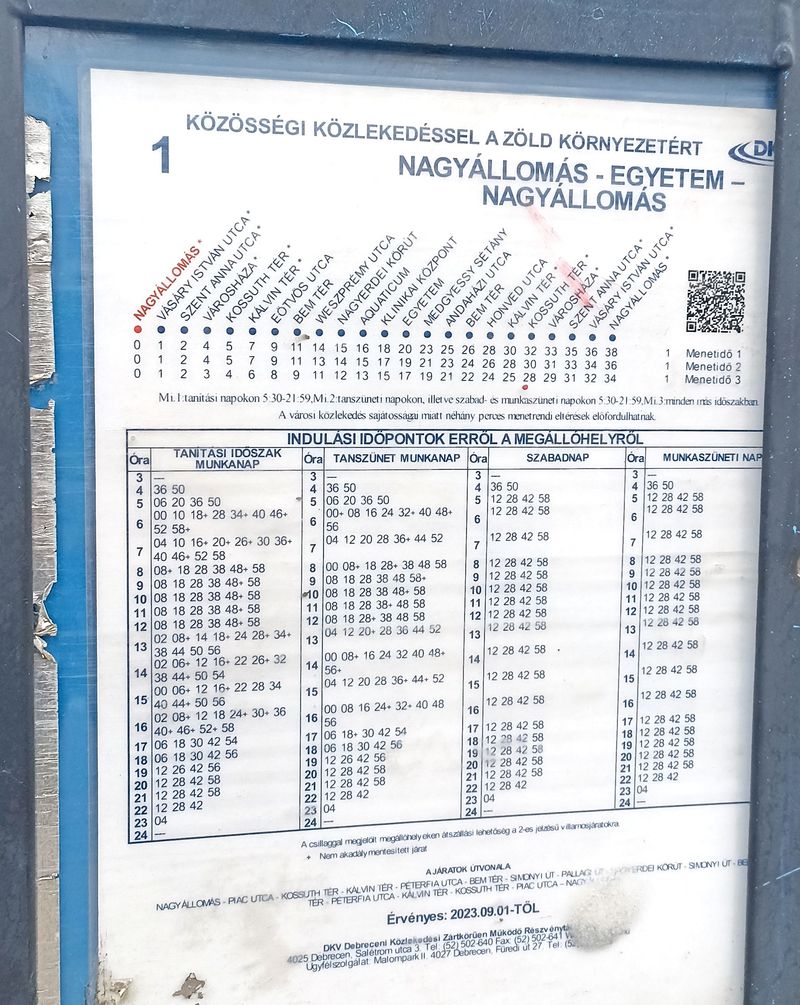 KÖZÖSSÉGI KÖZLEKEDÉSSEL A ZÖLD KÖRNYEZETÉRT
1
NAGYÁLLOMÁS - EGYETEM –
NAGYÁLLOMÁS
NAGYÁLLOMÁS *
VÁSÁRY ISTVÁN UTCA *
SZENT ANNA UTCA *
VÁROSHÁZA *
KOSSUTH TÉR *
KÁLVIN TÉR *
EÖTVÖS UTCA
BEM TÉR
WESZPRÉMY UTCA
NAGYERDEI KÖRÚT
AQUATICUM
KLINIKAI KÖZPONT
EGYETEM
MEDGYESSY SÉTÁNY
ANDAHÁZI UTCA
BEM TÉR
HONVÉD UTCA
KÁLVIN TÉR *
KOSSUTH TÉR *
VÁROSHÁZA *
SZENT ANNA UTCA *
VÁSÁRY ISTVÁN UTCA *
NAGYÁLLOMÁS *
0 1 2 4 5 7 9 11 14 15 16 18 20 23 25 26 28 30 32 33 35 36 38 1 Menetidő 1
0 1 2 4 5 7 9 11 13 14 15 17 19 21 23 24 26 28 30 31 33 34 36 1 Menetidő 2
0 1 2 3 4 6 8 9 11 12 13 15 17 19 21 22 24 25 28 29 31 32 34 1 Menetidő 3
M.i.1:tanítási napokon 5:30-21:59,M.i.2:tanszüneti napokon, illetve szabad- és munkaszüneti napokon 5:30-21:59,M.i.3:minden más időszakban.
A városi közlekedés sajátosságai miatt néhány perces menetrendi eltérések előfordulhatnak.
INDULÁSI IDŐPONTOK ERRŐL A MEGÁLLÓHELYRŐL
Óra TANÍTÁSI IDŐSZAK MUNKANAP
3 ---
4 36 50
5 06 20 36 50
6 00 10 18+ 28 34+ 40 46+
52 58+
7 04 10 16+ 20+ 26+ 30 36+
40 46+ 52 58
8 08+ 18 28 38 48+ 58
9 08 18 28 38 48+ 58
10 08 18 28 38 48+ 58
11 08 18 28 38 48+ 58
12 08 18 28 38 48+ 58
13 02 08+ 14 18+ 24 28+ 34+
38 44 50 56
14 02 06+ 12 16+ 22 26+ 32
38 44+ 50 54
15 00 06 12+ 16+ 22 28 34
40 44+ 50 56
16 02 08+ 12 18 24+ 30+ 36
40+ 46+ 52+ 58
17 06 18 30 42 54
18 06 18 30 42 56
19 12 26 42 56
20 12 28 42 58
21 12 28 42 58
22 12 28 42
23 04
24 ---
Óra TANSZÜNET MUNKANAP
3 ---
4 36 50
5 06 20 36 50
6 00+ 08 16 24 32+ 40 48+
56
7 04 12 20 28 36+ 44 52
8 00 08+ 18 28+ 38 48 58
9 08 18 28 38 48 58+
10 08 18 28 38 48+ 58
11 08 18 28 38+ 48 58
12 08 18 28+ 38 48 58
13 04 12 20+ 28 36 44 52
14 00 08+ 16 24 32 40 48+
56+
15 04 12 20 28 36+ 44+ 52
16 00 08 16 24+ 32+ 40 48
56
17 06 18+ 30 42 54
18 06 18 30 42 56
19 12 26 42 56
20 12 28 42 58
21 12 28 42 58
22 12 28 42
23 04
24 ---
Óra SZABADNAP
3 ---
4 36 50
5 12 28 42 58
6 12 28 42 58
7 12 28 42 58
8 12 28 42 58
9 12 28 42 58
10 12 28 42 58
11 12 28 42 58
12 12 28 42 58
13 12 28 42 58
14 12 28 42 58
15 12 28 42 58
16 12 28 42 58
17 12 28 42 58
18 12 28 42 58
19 12 28 42 58
20 12 28 42 58
21 12 28 42 58
22 12 28 42
23 04
24 ---
Óra MUNKASZÜNETI NAP
3 ---
4 36 50
5 12 28 42 58
6 12 28 42 58
7 12 28 42 58
8 12 28 42 58
9 12 28 42 58
10 12 28 42 58
11 12 28 42 58
12 12 28 42 58
13 12 28 42 58
14 12 28 42 58
15 12 28 42 58
16 12 28 42 58
17 12 28 42 58
18 12 28 42 58
19 12 28 42 58
20 12 28 42 58
21 12 28 42 58
22 12 28 42
23 04
24 ---
A csillaggal megjelölt megállóhelyeken átszállási lehetőség a 2-es jelzésű villamosjáratokra.
+ Nem akadálymentesített járat
A JÁRATOK ÚTVONALA
NAGYÁLLOMÁS - PIAC UTCA - KOSSUTH TÉR - KÁLVIN TÉR - PÉTERFIA UTCA - BEM TÉR - SIMONYI ÚT - PALLAGI ÚT - NAGYERDEI KÖRÚT - SIMONYI ÚT -
TÉR - PÉTERFIA UTCA - KÁLVIN TÉR - KOSSUTH TÉR - PIAC UTCA -
Érvényes: 2023.09.01-TŐL
DKV Debreceni Közlekedési Zártkörűen Működő
4025 Debrecen, Salétrom utca 3. Tel. (52) 502-640 Fax: (52) 502-641
Ügyfélszolgálat: Malompark II. 4027 Debrecen, Füredi út 27. Tel.: